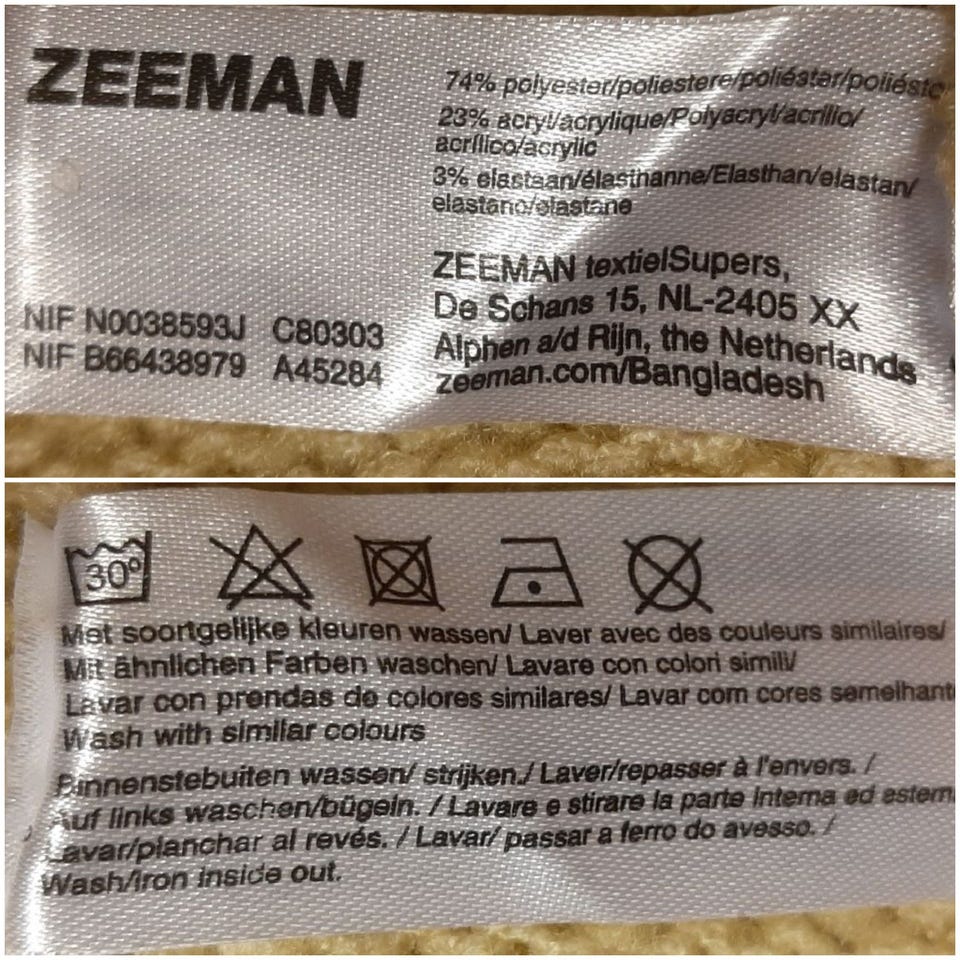 ZEEMAN
74% polyester/poliestere/poliéster/poliéste
23% acryl/acrylique/Polyacryl/acrilic/
acrílico/acrylic
3% elastaan/élasthanne/Elasthan/elastan/
elastano/elastane
ZEEMAN textielSupers,
De Schans 15, NL-2405 XX
Alphen a/d Rijn, the Netherlands
zeeman.com/Bangladesh
NIF N0038593J C80303
NIF B66438979 A45284
30°
Met soortgelijke kleuren wassen/ Laver avec des couleurs similaires/
Mit ähnlichen Farben waschen/ Lavare con colori simili/
Lavar con prendas de colores similares/ Lavar com cores semelhant
Wash with similar colours
Binnenstebuiten wassen/ strijken./ Laver/repasser à l'envers. /
Auf links waschen/bügeln. / Lavare e stirare la parte interna ed estern
Lavar/planchar al revés. / Lavar/ passar a ferro do avesso. /
Wash/Iron inside out.